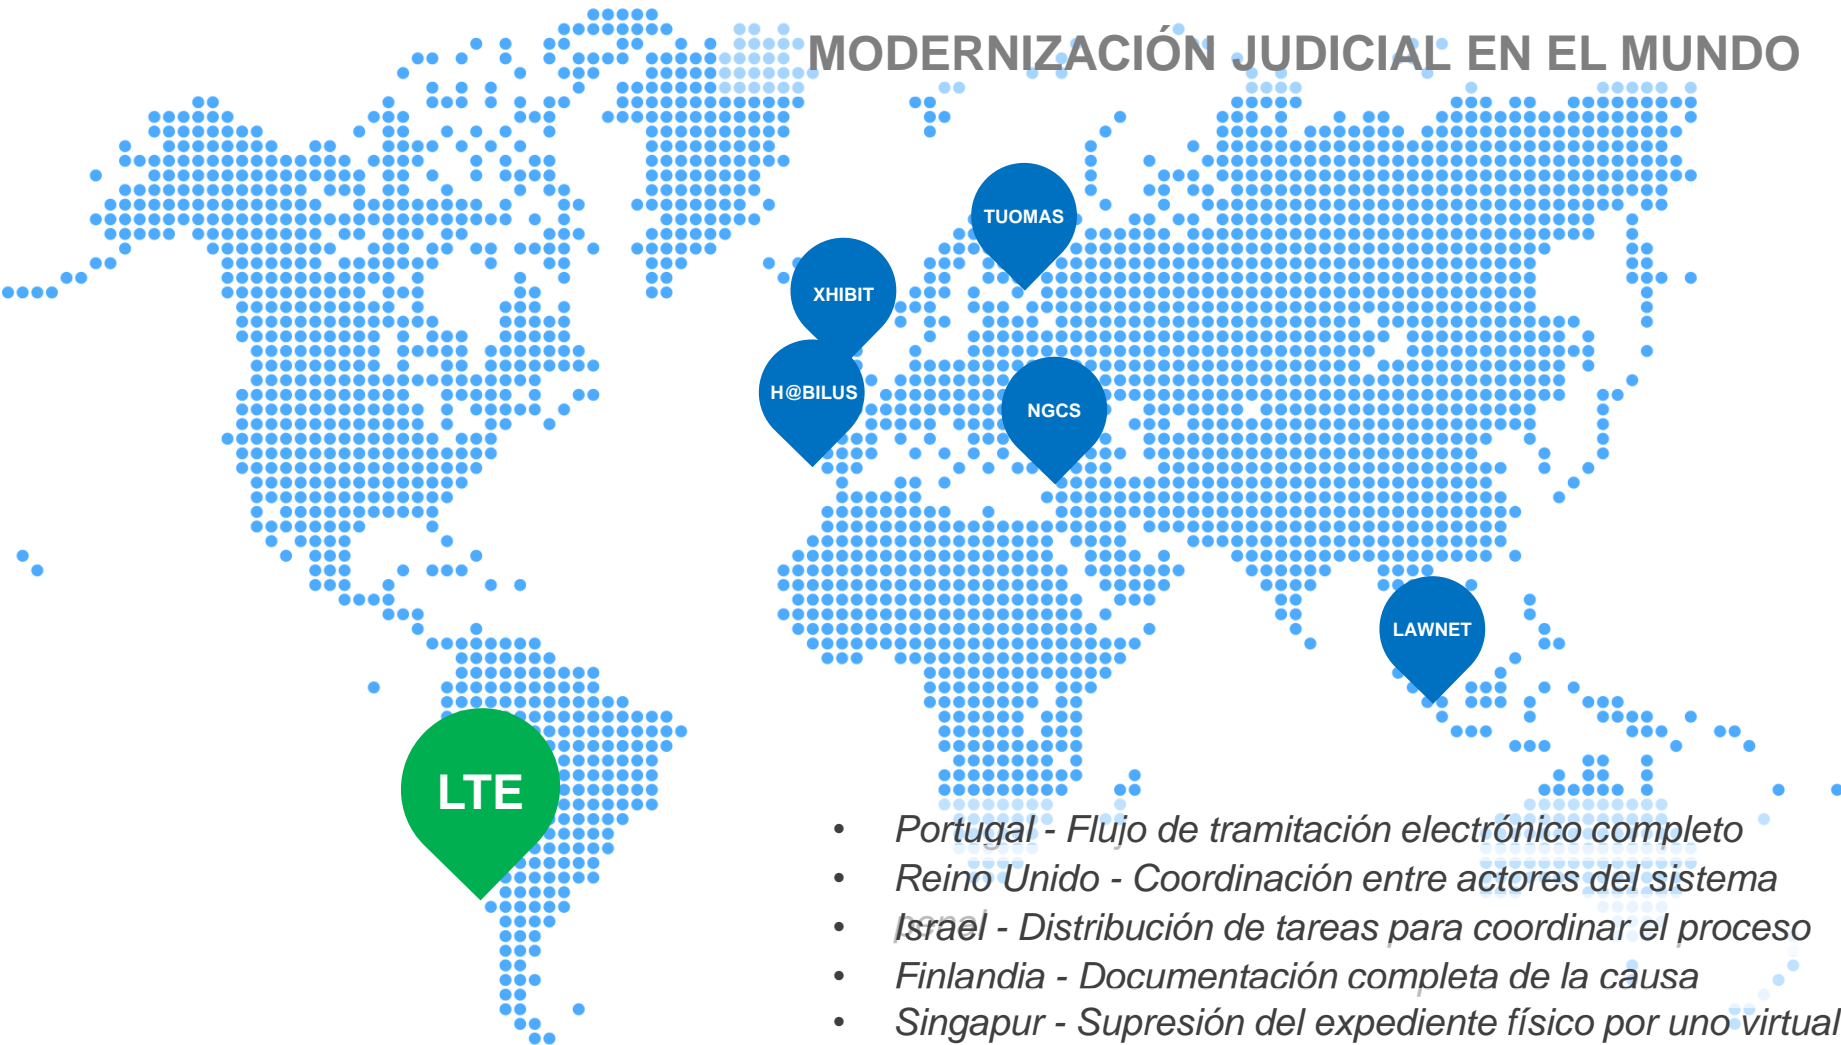 MODERNIZACIÓN JUDICIAL EN EL MUNDO
TUOMAS
XHIBIT
H@BILUS
NGCS
LAWNET
LTE
• Portugal - Flujo de tramitación electrónico completo
• Reino Unido - Coordinación entre actores del sistema
penal
• Israel - Distribución de tareas para coordinar el proceso
• Finlandia - Documentación completa de la causa
• Singapur - Supresión del expediente físico por uno virtual